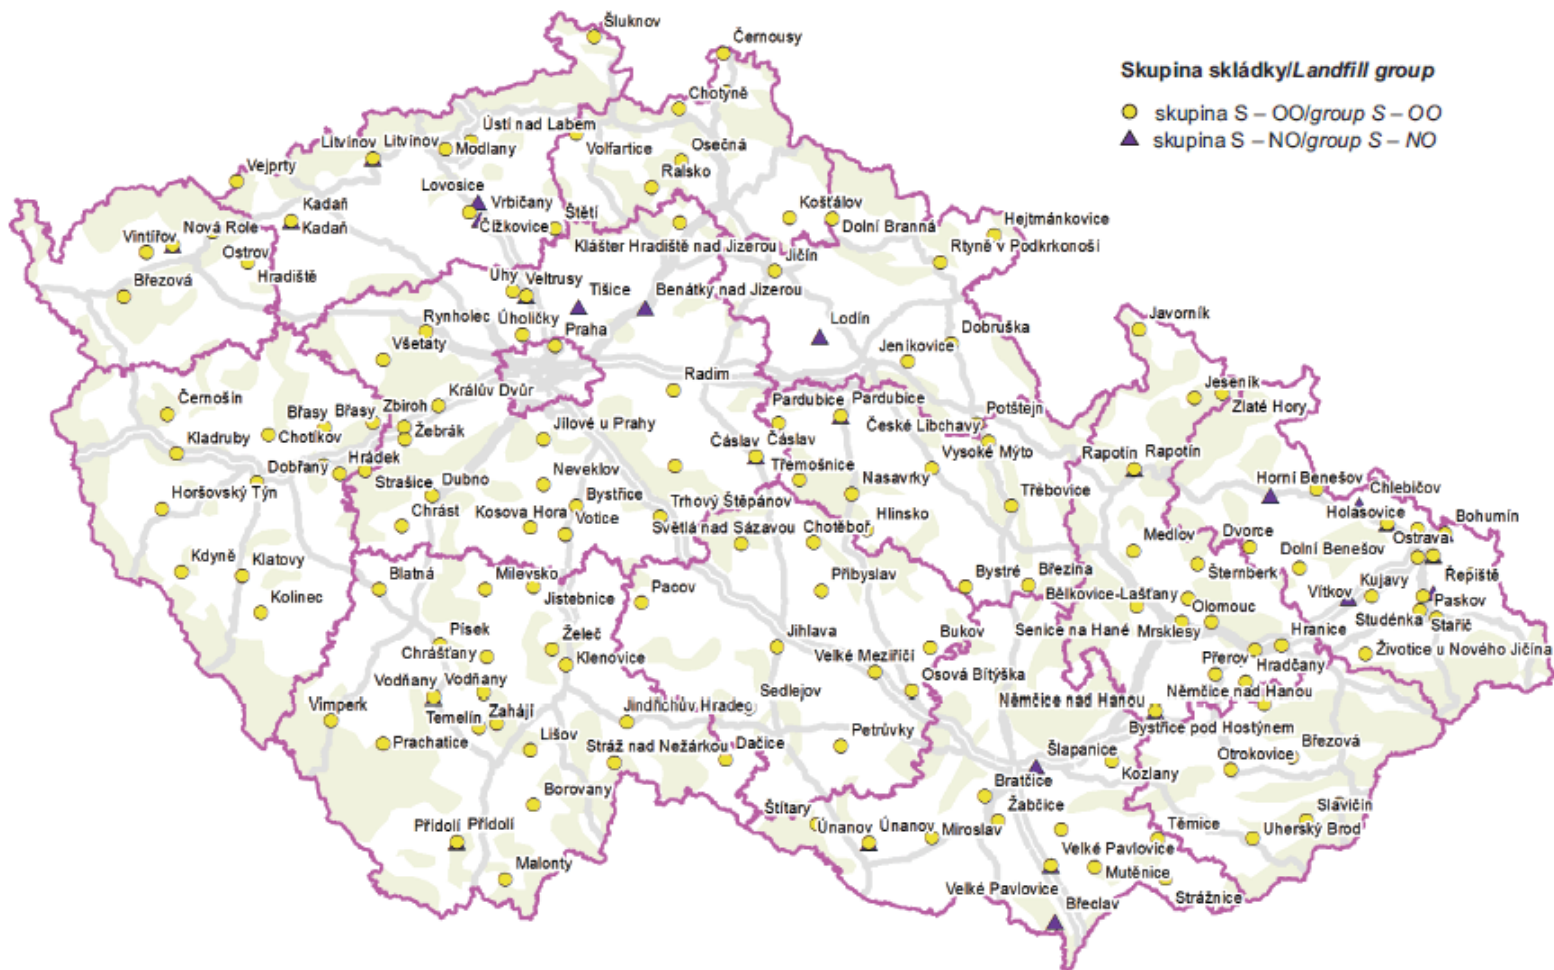 Šluknov
Černousy
Skupina skládky/Landfill group
skupina S – OO/group S – OO
skupina S – NO/group S – NO
Chotyně
Ústí nad Labem
Litvínov
Litvínov
Modlany
Volfartice
Osečná
Vejprty
Ralsko
Lovosice
Vrbičany
Kadaň
Kadaň
Čížkovice
Štětí
Košťálov
Dolní Branná
Hejtmánkovice
Nová Role
Vintířov
Ostrov
Hradiště
Klášter Hradiště nad Jizerou
Rtyně v Podkrkonoší
Jičín
Březová
Úhy
Veltrusy
Tišice
Benátky nad Jizerou
Rynholec
Úholičky
Praha
Lodín
Dobruška
Javorník
Všetaty
Jeníkovice
Radim
Jeseník
Zlaté Hory
Černošín
Králův Dvůr
Břasy
Břasy
Zbiroh
Pardubice
Pardubice
Potštejn
Kladruby
Chotíkov
Žebrák
Jílové u Prahy
České Libchavy
Čáslav
Čáslav
Vysoké Mýto
Rapotín
Rapotín
Dobřany
Hrádek
Neveklov
Třemošnice
Nasavrky
Horní Benešov
Chlebičov
Horšovský Týn
Strašice
Dubno
Bystřice
Trhový Štěpánov
Třebovice
Holasovice
Bohumín
Chrást
Kosova Hora
Votice
Světlá nad Sázavou
Chotěboř
Hlinsko
Medlov
Dvorce
Ostrava
Dolní Benešov
Kdyně
Klatovy
Blatná
Milevsko
Jistebnice
Pacov
Přibyslav
Bystré
Březina
Šternberk
Řepiště
Kolinec
Bělkovice-Lašťany
Vítkov
Kujavy
Paskov
Olomouc
Studénka
Staříč
Písek
Želeč
Jihlava
Bukov
Senice na Hané
Mrsklesy
Hranice
Chrášťany
Klenovice
Velké Meziříčí
Přerov
Hradčany
Životice u Nového Jičína
Vodňany
Vodňany
Sedlejov
Osová Bítýška
Němčice nad Hanou
Němčice nad Hanou
Vimperk
Temelín
Zahájí
Jindřichův Hradec
Petrůvky
Bystřice pod Hostýnem
Prachatice
Lišov
Stráž nad Nežárkou
Dačice
Šlapanice
Březová
Otrokovice
Kozlany
Bratčice
Borovany
Štítary
Žabčice
Slavičín
Přídolí
Přídolí
Únanov
Únanov
Miroslav
Těmice
Uherský Brod
Velké Pavlovice
Malonty
Mutěnice
Velké Pavlovice
Strážnice
Břeclav